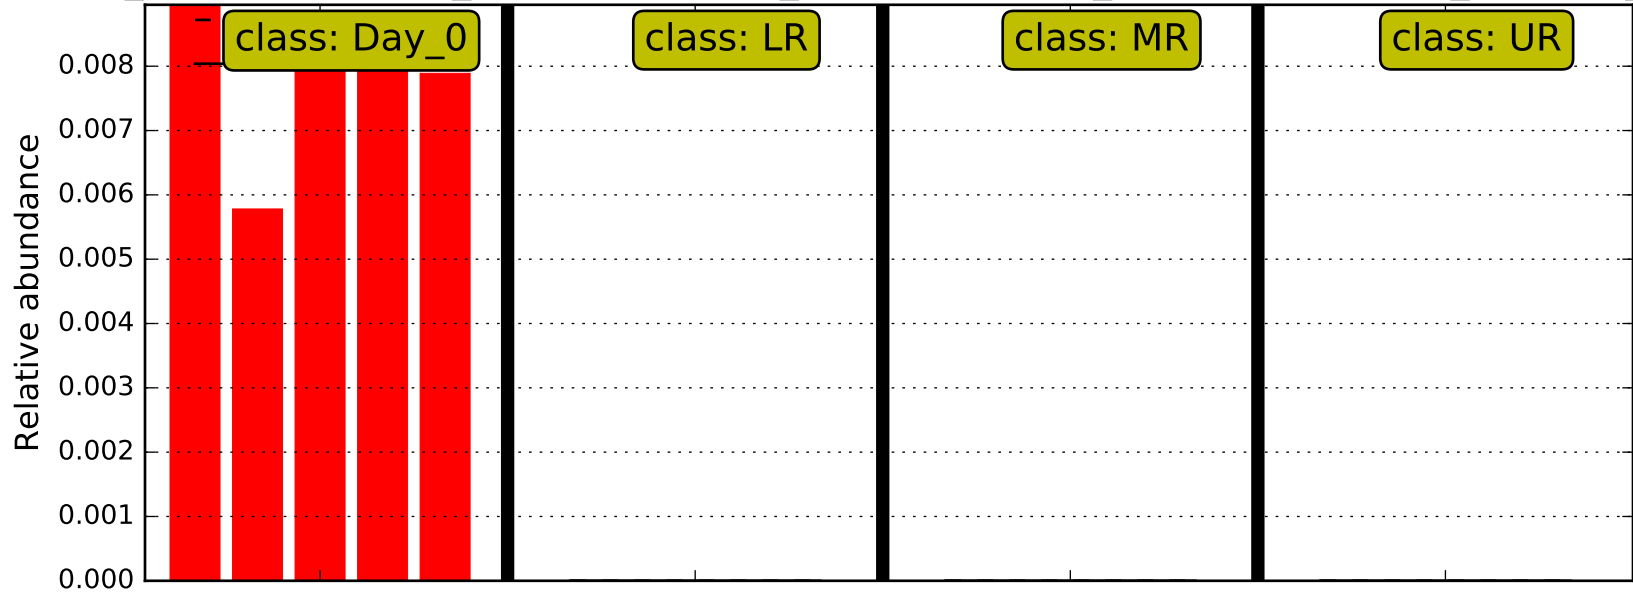 class: Day_0
class: LR
class: MR
class: UR
0.008
0.007
0.006
0.005
0.004
0.003
0.002
0.001
0.000
Relative abundance